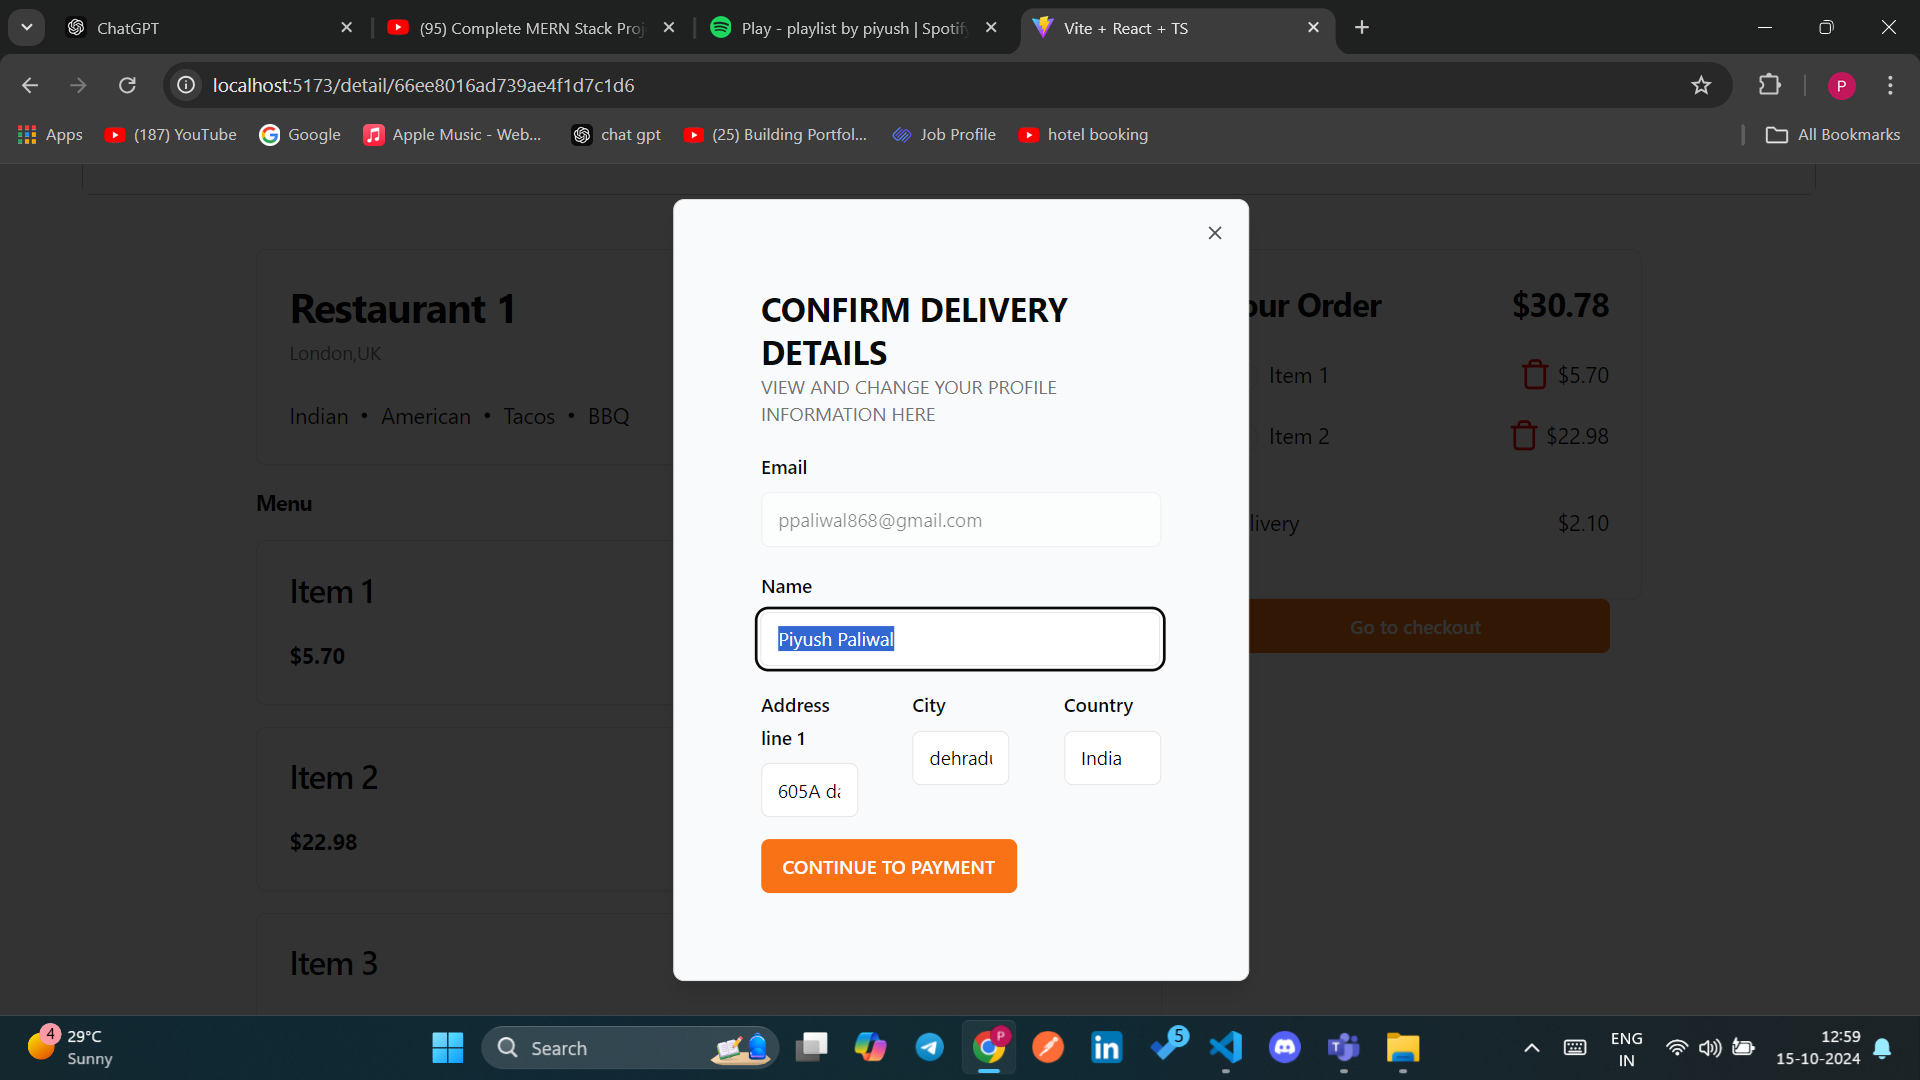 ChatGPT
(95) Complete MERN Stack Proj
Play - playlist by piyush | Spotify
Vite + React + TS
localhost:5173/detail/66ee8016ad739ae4f1d7c1d6
P
Apps
(187) YouTube
Google
Apple Music - Web...
chat gpt
(25) Building Portfol...
Job Profile
hotel booking
All Bookmarks
Restaurant 1
London,UK
Indian • American • Tacos • BBQ
Menu
Item 1
$5.70
Item 2
$22.98
Item 3
CONFIRM DELIVERY
DETAILS
VIEW AND CHANGE YOUR PROFILE
INFORMATION HERE
Email
ppaliwal868@gmail.com
Name
Piyush Paliwal
Address
line 1
City
Country
605A da
dehradu
India
CONTINUE TO PAYMENT
our Order
$30.78
Item 1
$5.70
Item 2
$22.98
livery
$2.10
Go to checkout
4
29°C
Sunny
Search
P
5
ENG
IN
12:59
15-10-2024